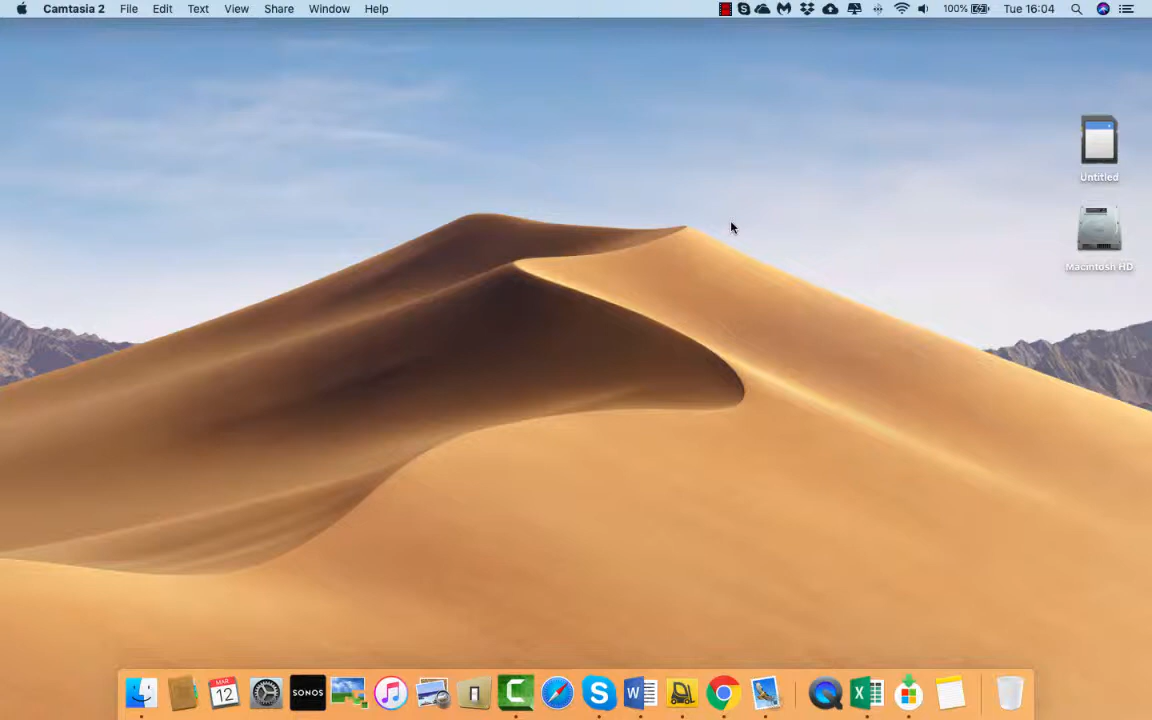 Camtasia 2 File Edit Text View Share Window Help 100% Tue 16:04
Untitled
Macintosh HD
MAR
12
SONOS